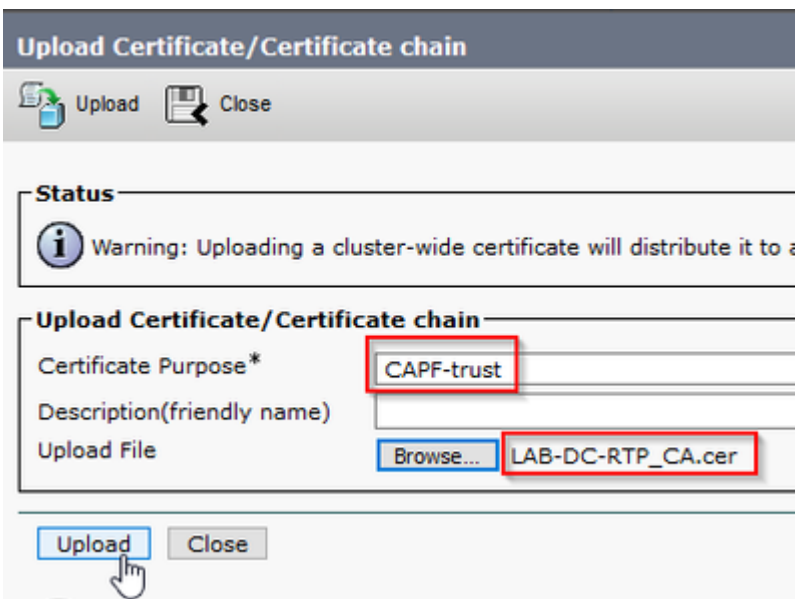 Upload Certificate/Certificate chain
Upload Close
Status
Warning: Uploading a cluster-wide certificate will distribute it to
Upload Certificate/Certificate chain
Certificate Purpose* CAPF-trust
Description(friendly name)
Upload File Browse... LAB-DC-RTP_CA.cer
Upload Close